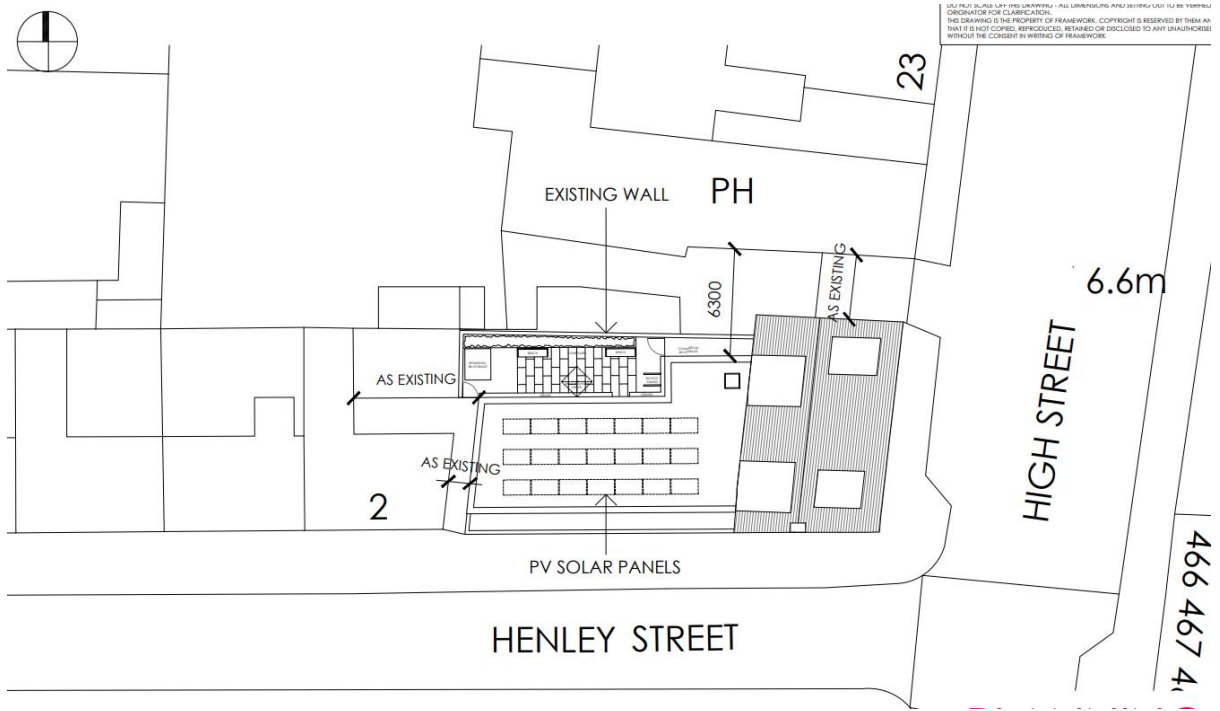 DO NOT SCALE OFF THIS DRAWING - ALL DIMENSIONS AND SETTING OUT TO BE VERIFIED
ORIGINATOR FOR CLARIFICATION.
THIS DRAWING IS THE PROPERTY OF FRAMEWORK. COPYRIGHT IS RESERVED BY THEM AN
THAT IT IS NOT COPIED, REPRODUCED, RETAINED OR DISCLOSED TO ANY UNAUTHORISE
WITHOUT THE CONSENT IN WRITING OF FRAMEWORK
23
EXISTING WALL
PH
AS EXISTING
6300
6.6m
AS EXISTING
HIGH STREET
AS EXISTING
2
PV SOLAR PANELS
HENLEY STREET
466 467 4